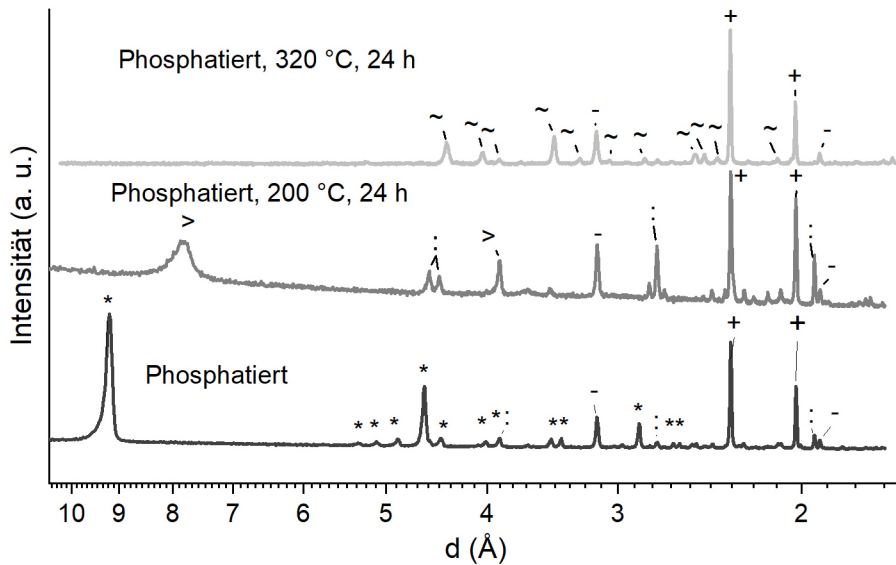 +
Phosphatiert, 320 °C, 24 h
+
~ ~ ~ ~ ~ - ~ ~ ~ ~ ~ ~ -
Phosphatiert, 200 °C, 24 h
> : > - : + + : -
Intensität (a. u.)
* + +
Phosphatiert
* * * * * * * : ** - * : ** : -
10 9 8 7 6 5 4 3 2
d (Å)